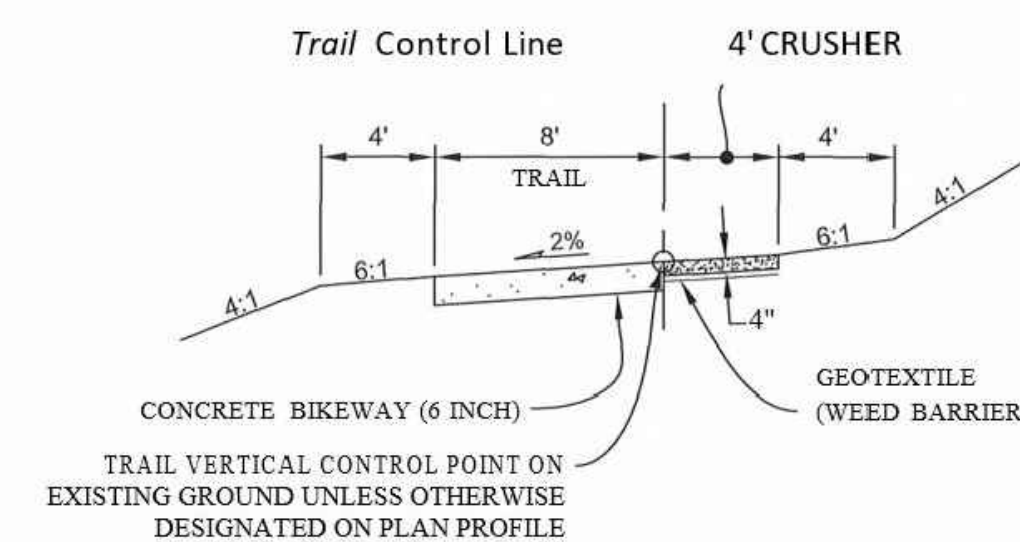 Trail Control Line
4' CRUSHER
4'
8'
4'
TRAIL
4:1
6:1
2%
6:1
4:1
4"
CONCRETE BIKEWAY (6 INCH)
GEOTEXTILE
(WEED BARRIER
TRAIL VERTICAL CONTROL POINT ON
EXISTING GROUND UNLESS OTHERWISE
DESIGNATED ON PLAN PROFILE